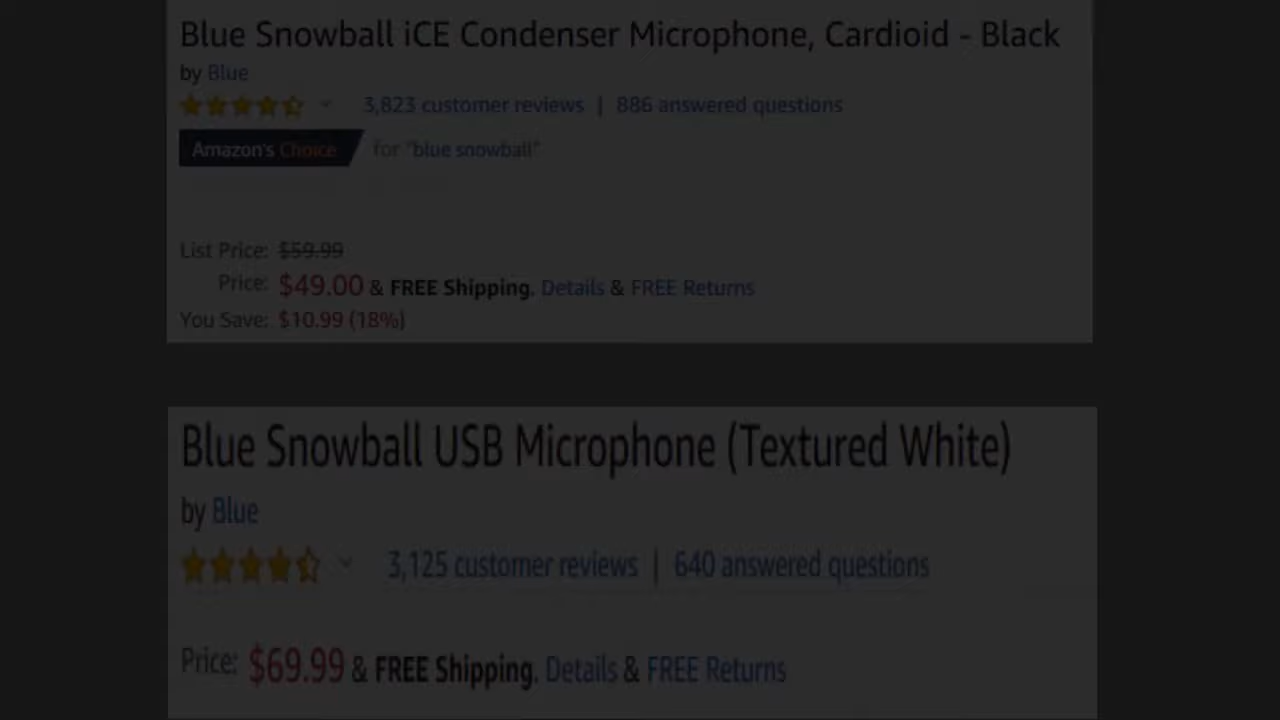 Blue Snowball iCE Condenser Microphone, Cardioid - Black
by Blue
3,823 customer reviews | 886 answered questions
Amazon's Choice for "blue snowball"
List Price: $59.99
Price: $49.00 & FREE Shipping. Details & FREE Returns
You Save: $10.99 (18%)
Blue Snowball USB Microphone (Textured White)
by Blue
3,125 customer reviews | 640 answered questions
Price: $69.99 & FREE Shipping. Details & FREE Returns